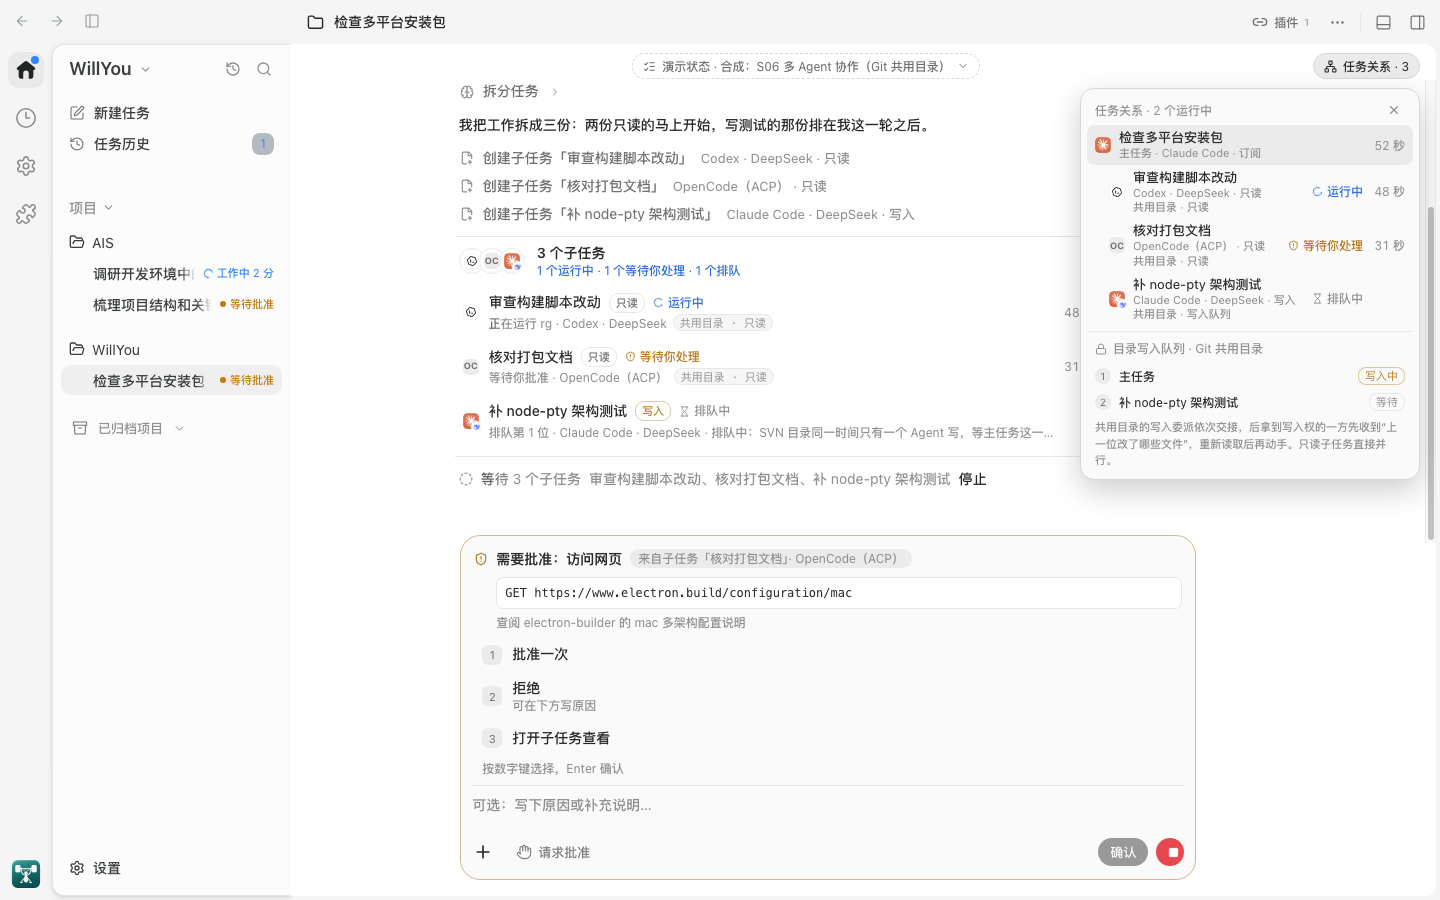 检查多平台安装包
插件 1
WillYou
新建任务
任务历史
1
项目
AIS
调研开发环境中
工作中 2 分
梳理项目结构和关
等待批准
WillYou
检查多平台安装包
等待批准
已归档项目
设置
演示状态 · 合成：S06 多 Agent 协作（Git 共用目录）
任务关系 · 3
拆分任务
我把工作拆成三份：两份只读的马上开始，写测试的那份排在我这一轮之后。
创建子任务「审查构建脚本改动」 Codex · DeepSeek · 只读
创建子任务「核对打包文档」 OpenCode（ACP） · 只读
创建子任务「补 node-pty 架构测试」 Claude Code · DeepSeek · 写入
OC
3 个子任务
1 个运行中 · 1 个等待你处理 · 1 个排队
审查构建脚本改动 只读 运行中
正在运行 rg · Codex · DeepSeek 共用目录 · 只读
48
OC
核对打包文档 只读 等待你处理
等待你批准 · OpenCode（ACP） 共用目录 · 只读
31
补 node-pty 架构测试 写入 排队中
排队第 1 位 · Claude Code · DeepSeek · 排队中：SVN 目录同一时间只有一个 Agent 写，等主任务这一...
等待 3 个子任务 审查构建脚本改动、核对打包文档、补 node-pty 架构测试 停止
需要批准：访问网页 来自子任务「核对打包文档」· OpenCode（ACP）
GET https://www.electron.build/configuration/mac
查阅 electron-builder 的 mac 多架构配置说明
1 批准一次
2 拒绝
可在下方写原因
3 打开子任务查看
按数字键选择，Enter 确认
可选：写下原因或补充说明...
请求批准
确认
任务关系 · 2 个运行中
检查多平台安装包
主任务 · Claude Code · 订阅
52 秒
审查构建脚本改动
Codex · DeepSeek · 只读
共用目录 · 只读
运行中 48 秒
OC
核对打包文档
OpenCode（ACP） · 只读
共用目录 · 只读
等待你处理 31 秒
补 node-pty 架构测试
Claude Code · DeepSeek · 写入
共用目录 · 写入队列
排队中
目录写入队列 · Git 共用目录
1 主任务 写入中
2 补 node-pty 架构测试 等待
共用目录的写入委派依次交接，后拿到写入权的一方先收到“上
一位改了哪些文件”，重新读取后再动手。只读子任务直接并
行。